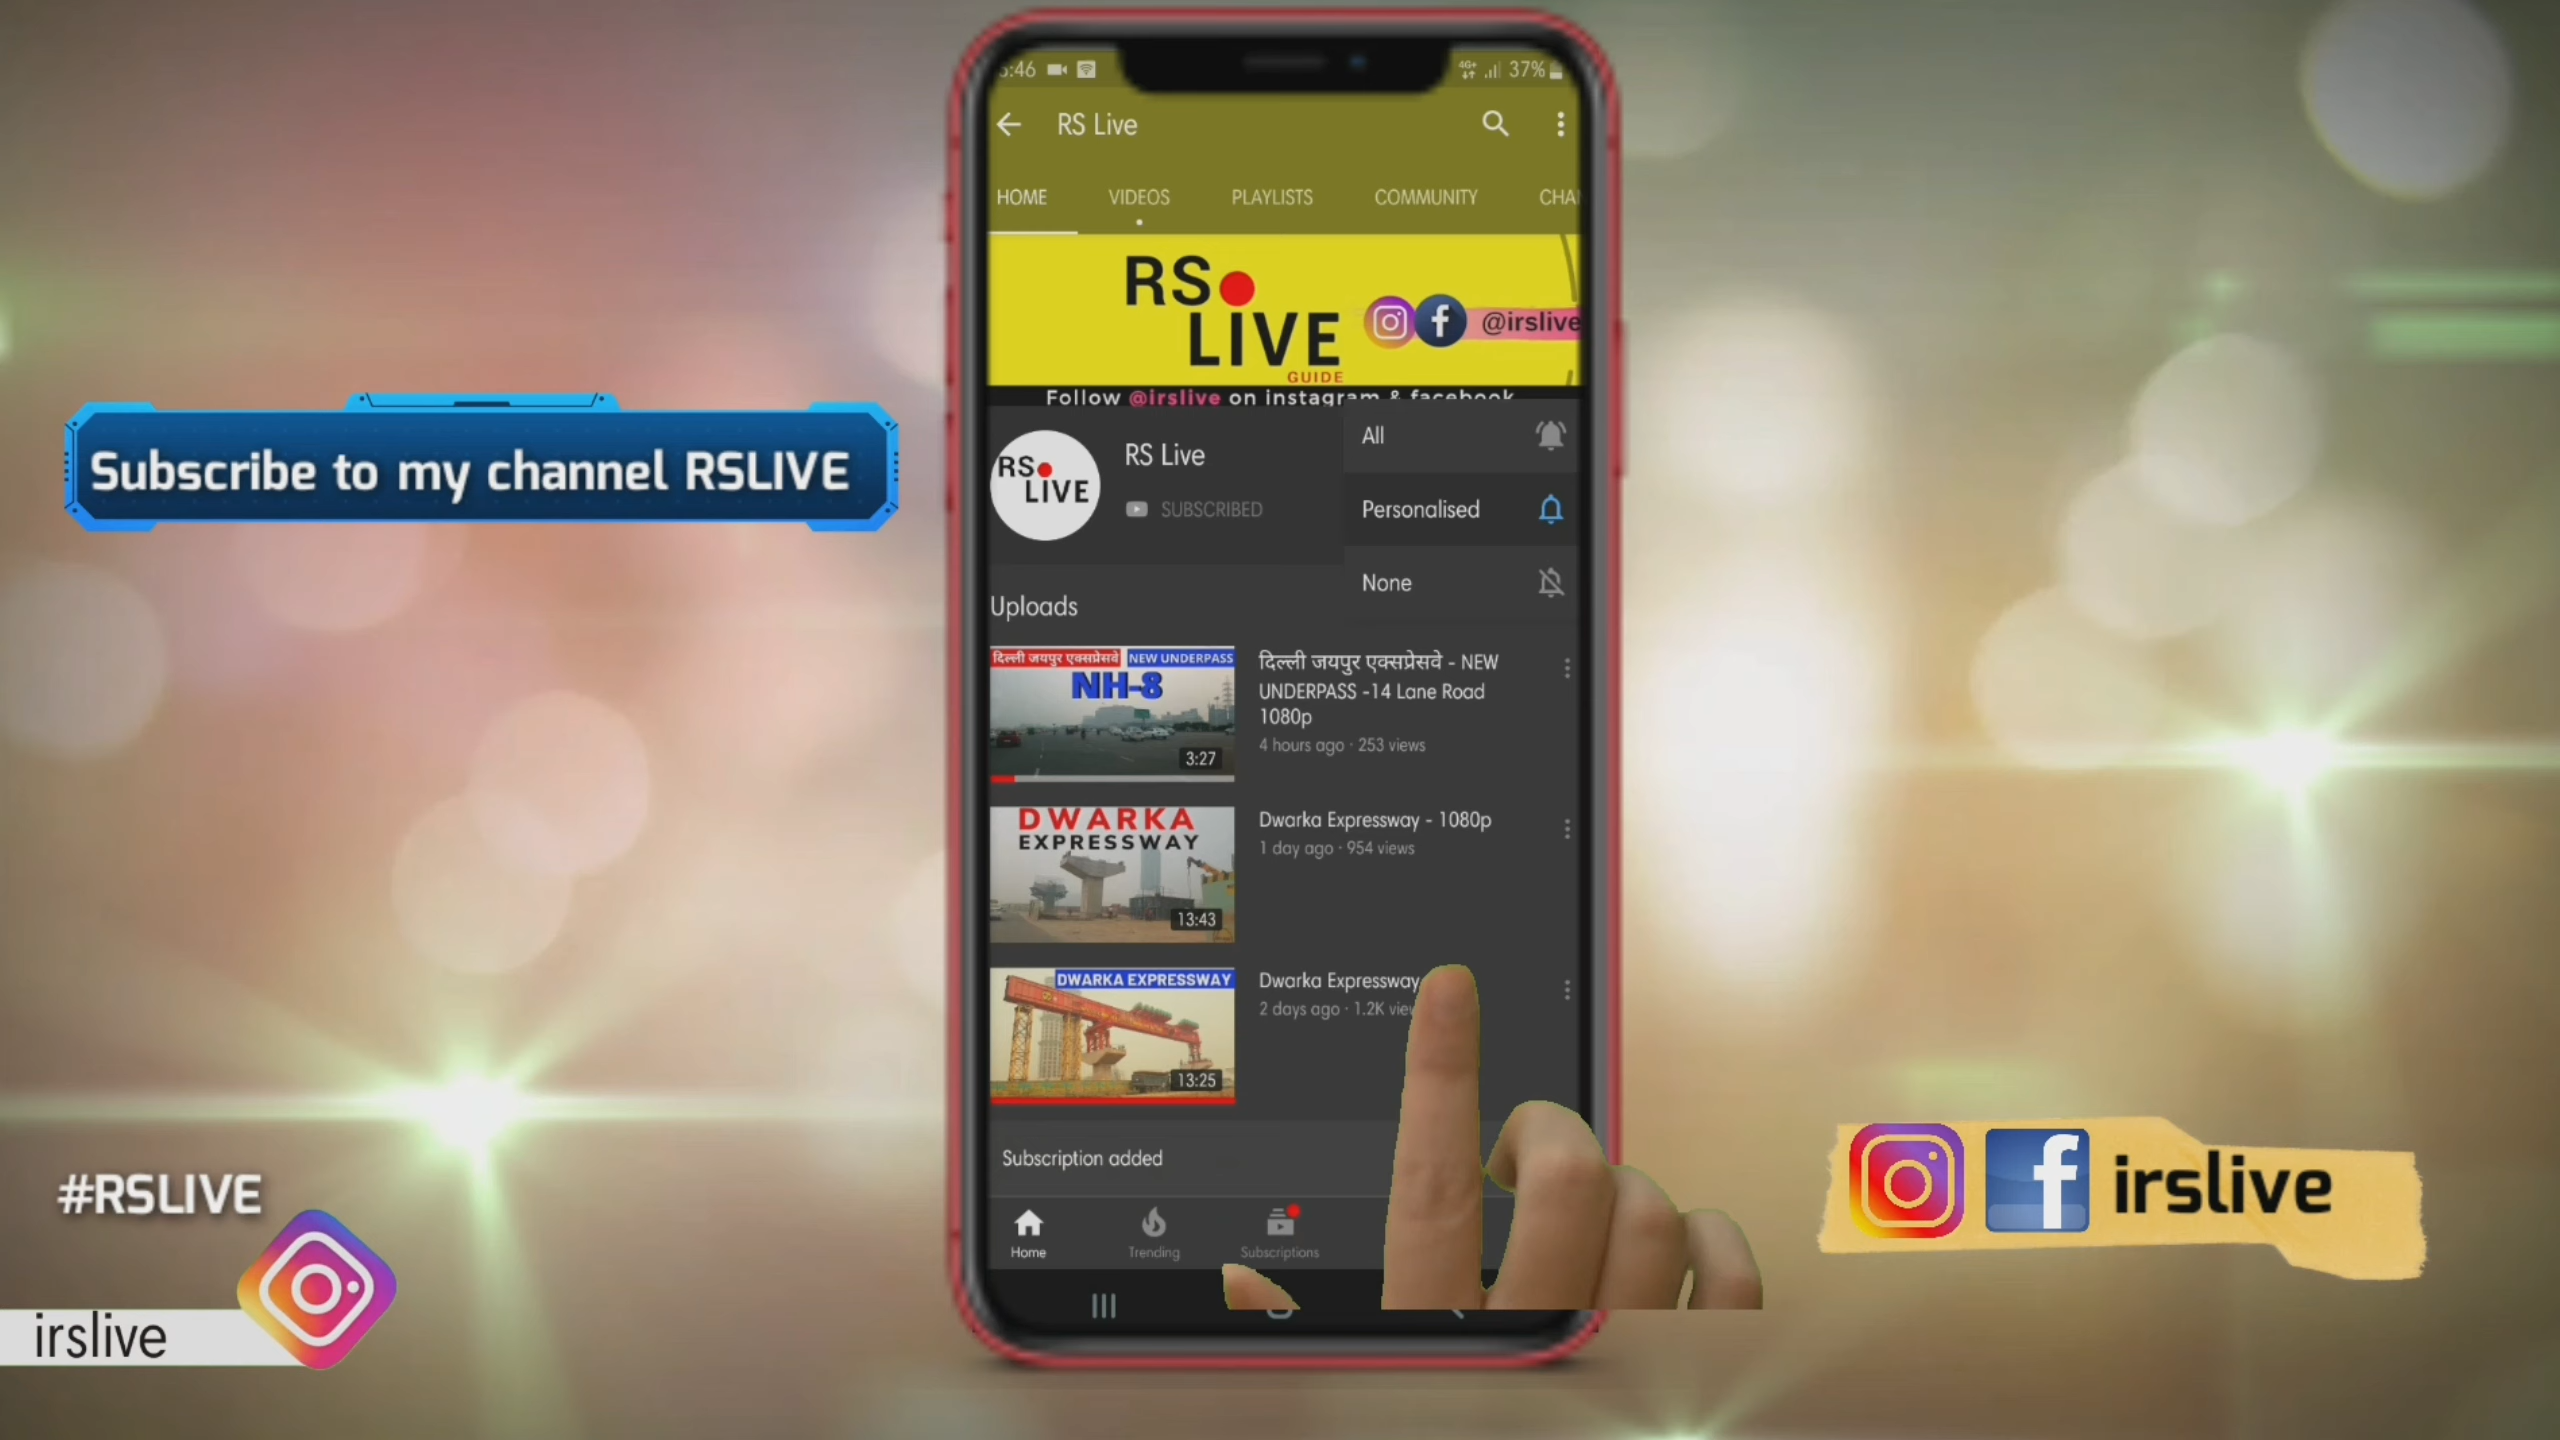 :46
4G+
37%
RS Live
HOME
VIDEOS
PLAYLISTS
COMMUNITY
RS
LIVE
GUIDE
@irslive
Follow @irslive on instagram & facebook
Subscribe to my channel RSLIVE
RS
LIVE
RS Live
SUBSCRIBED
All
Personalised
None
Uploads
दिल्ली जयपुर एक्सप्रेसवे
NEW UNDERPASS
NH-8
3:27
दिल्ली जयपुर एक्सप्रेसवे - NEW
UNDERPASS -14 Lane Road
1080p
4 hours ago · 253 views
DWARKA
EXPRESSWAY
13:43
Dwarka Expressway - 1080p
1 day ago · 954 views
DWARKA EXPRESSWAY
13:25
Dwarka Expressway
2 days ago · 1.2K
Subscription added
Home
Trending
Subscriptions
#RSLIVE
irslive
irslive